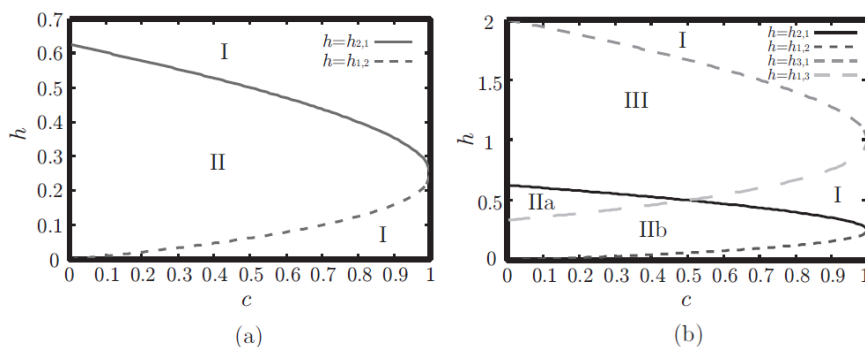 0.7
0.6
0.5
0.4
0.3
0.2
0.1
0
h
I
II
I
h=h2,1
h=h1,2
0 0.1 0.2 0.3 0.4 0.5 0.6 0.7 0.8 0.9 1
c
(a)
2
1.5
1
0.5
0
h
I
III
IIa
IIb
I
h=h2,1
h=h1,2
h=h3,1
h=h1,3
0 0.1 0.2 0.3 0.4 0.5 0.6 0.7 0.8 0.9 1
c
(b)